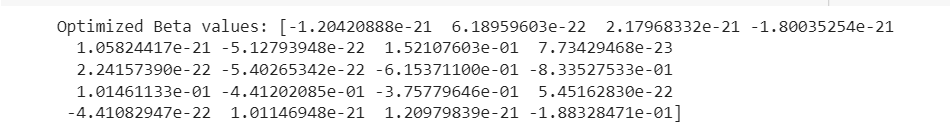 Optimized Beta values: [-1.20420888e-21 6.18959603e-22 2.17968332e-21 -1.80035254e-21
1.05824417e-21 -5.12793948e-22 1.52107603e-01 7.73429468e-23
2.24157390e-22 -5.40265342e-22 -6.15371100e-01 -8.33527533e-01
1.01461133e-01 -4.41202085e-01 -3.75779646e-01 5.45162830e-22
-4.41082947e-22 1.01146948e-21 1.20979839e-21 -1.88328471e-01]